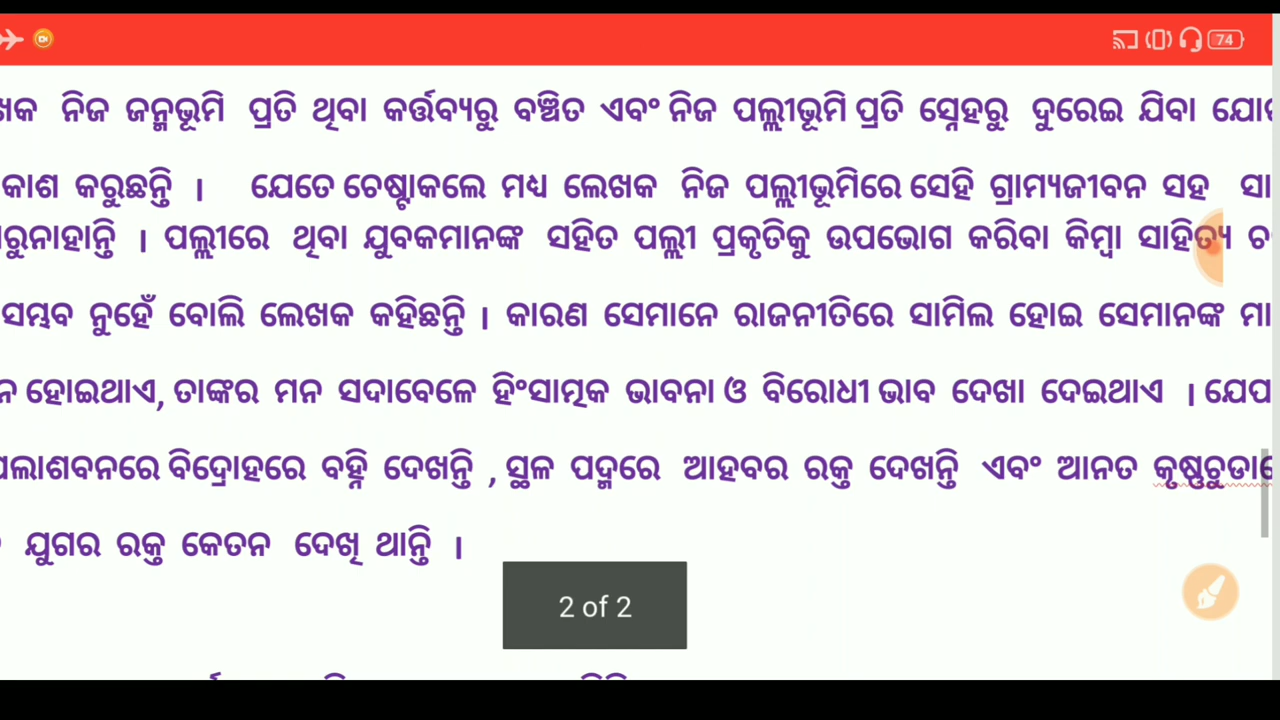 74
ନିଜ ଜନ୍ମଭୂମି ପ୍ରତି ଥିବା କର୍ତ୍ତବ୍ୟରୁ ବଞ୍ଚିତ ଏବଂ ନିଜ ପଲ୍ଲୀଭୂମି ପ୍ରତି ସ୍ନେହରୁ ଦୁରେଇ ଯିବା
କାଶ କରୁଛନ୍ତି । ଯେତେ ଚେଷ୍ଟାକଲେ ମଧ୍ୟ ଲେଖକ ନିଜ ପଲ୍ଲୀଭୂମିରେ ସେହି ଗ୍ରାମ୍ୟଜୀବନ ସହ ସା
ରୁନାହାନ୍ତି । ପଲ୍ଲୀରେ ଥିବା ଯୁବକମାନଙ୍କ ସହିତ ପଲ୍ଲୀ ପ୍ରକୃତିକୁ ଉପଭୋଗ କରିବା କିମ୍ବା ସାହିତ୍ୟ ଚ
ସମ୍ଭବ ନୁହେଁ ବୋଲି ଲେଖକ କହିଛନ୍ତି । କାରଣ ସେମାନେ ରାଜନୀତିରେ ସାମିଲ ହୋଇ ସେମାନଙ୍କ ମା
ନ ହୋଇଥାଏ, ତାଙ୍କର ମନ ସଦାବେଳେ ହିଂସାତ୍ମକ ଭାବନା ଓ ବିରୋଧୀ ଭାବ ଦେଖା ଦେଇଥାଏ । ଯେପ
ପଲାଶବନରେ ବିଦ୍ରୋହରେ ବହ୍ନି ଦେଖନ୍ତି , ସ୍ଥଳ ପଦ୍ମରେ ଆହବର ରକ୍ତ ଦେଖନ୍ତି ଏବଂ ଆନତ କୃଷ୍ଣଚୁଡା
ଯୁଗର ରକ୍ତ କେତନ ଦେଖି ଥାନ୍ତି ।
2 of 2